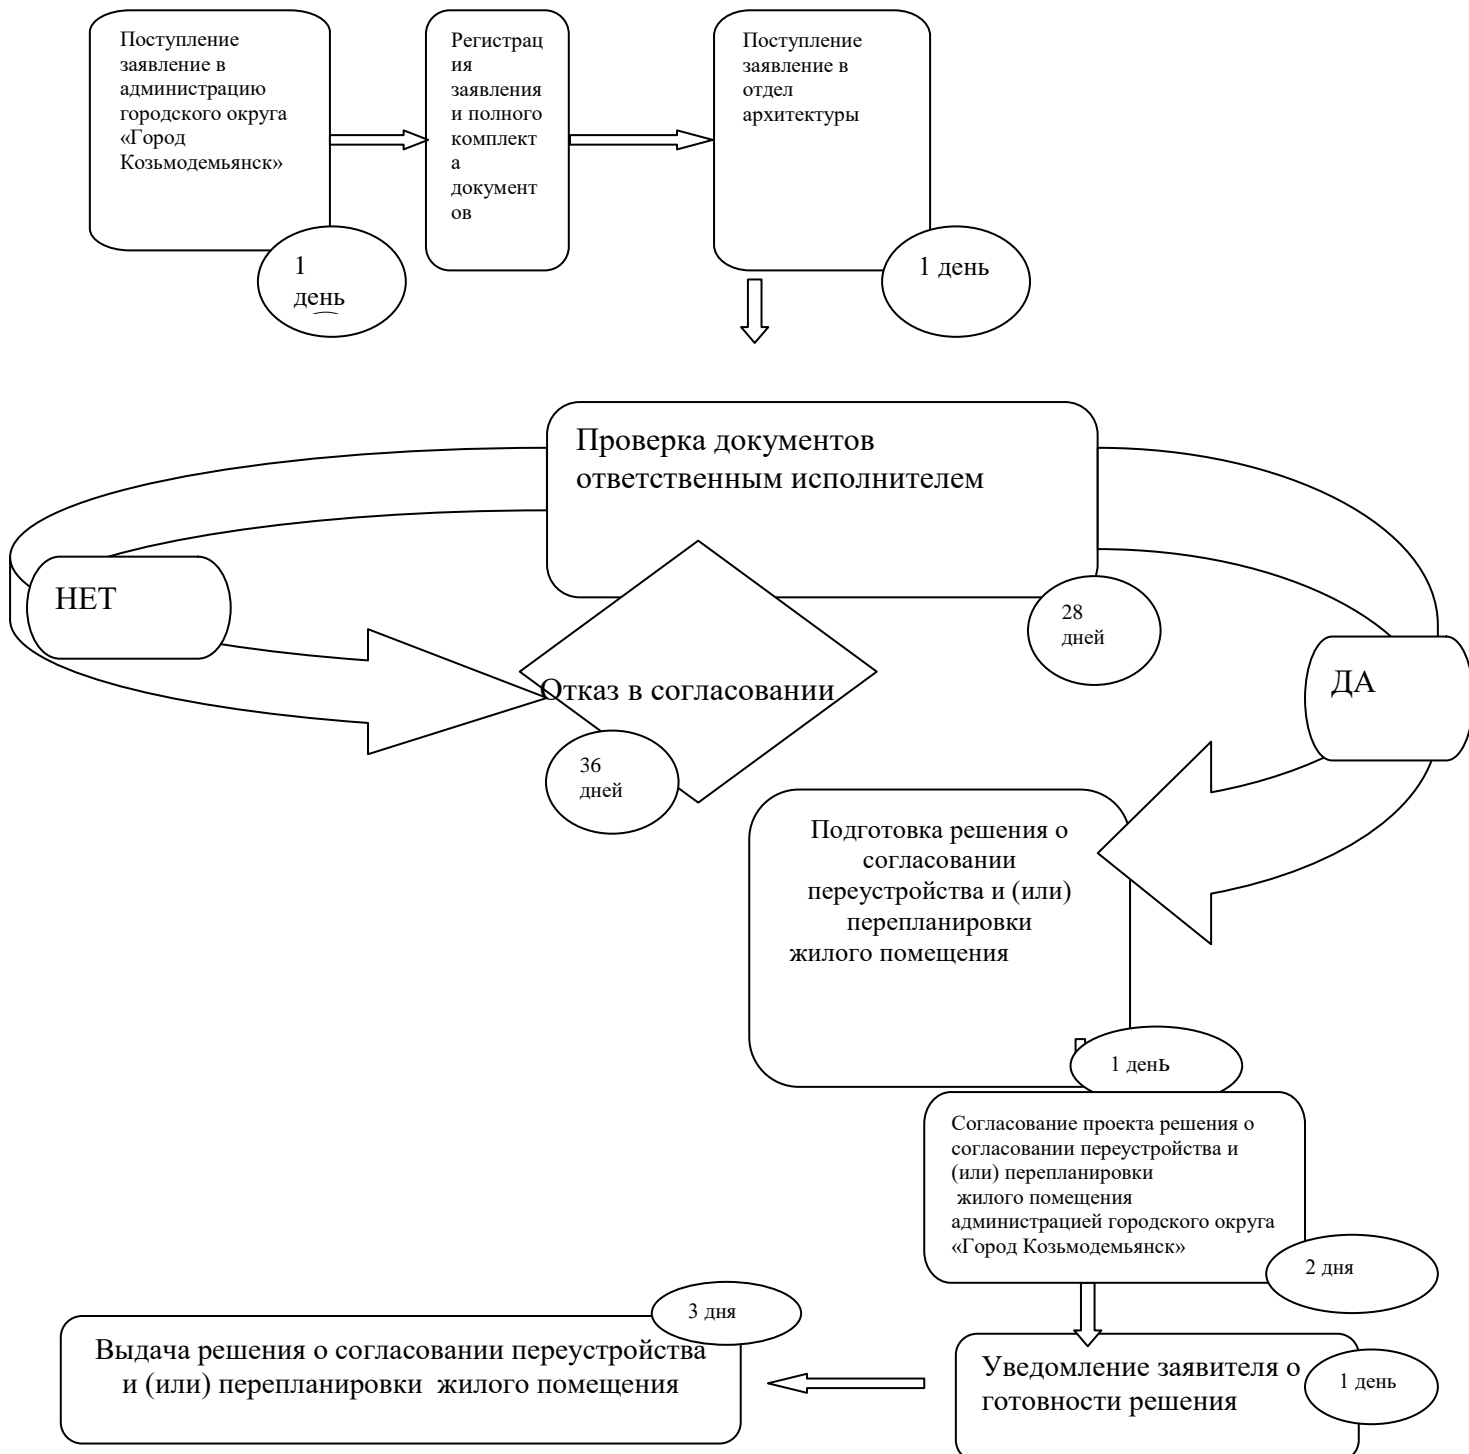 Поступление
заявление в
администрацию
городского округа
«Город
Козьмодемьянск»
1
день
Регистрац
ия
заявления
и полного
комплект
а
документ
ов
Поступление
заявление в
отдел
архитектуры
1 день
Проверка документов
ответственным исполнителем
28
дней
НЕТ
ДА
Отказ в согласовании
36
дней
Подготовка решения о
согласовании
переустройства и (или)
перепланировки
жилого помещения
1 день
Согласование проекта решения о
согласовании переустройства и
(или) перепланировки
жилого помещения
администрацией городского округа
«Город Козьмодемьянск»
2 дня
Уведомление заявителя о
готовности решения
1 день
3 дня
Выдача решения о согласовании переустройства
и (или) перепланировки жилого помещения